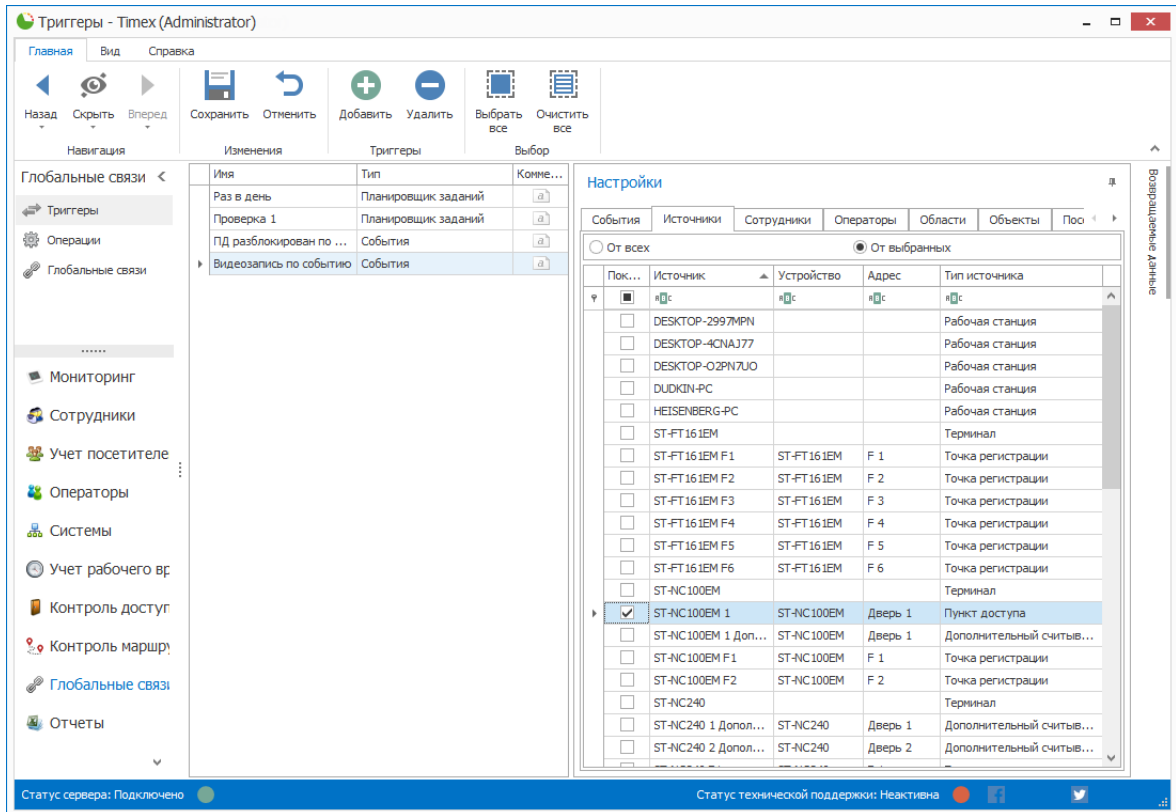 Триггеры - Timex (Administrator)
Главная Вид Справка
Назад Скрыть Вперед Сохранить Отменить Добавить Удалить Выбрать все Очистить все
Навигация Изменения Триггеры Выбор
Глобальные связи
Триггеры
Операции
Глобальные связи
Мониторинг
Сотрудники
Учет посетителе
Операторы
Системы
Учет рабочего вр
Контроль доступ
Контроль маршру
Глобальные связи
Отчеты
Имя Тип Комме...
Раз в день Планировщик заданий
Проверка 1 Планировщик заданий
ПД разблокирован по ... События
Видеозапись по событию События
Настройки
События Источники Сотрудники Операторы Области Объекты Посе
От всех От выбранных
Пок... Источник Устройство Адрес Тип источника
DESKTOP-2997MPN Рабочая станция
DESKTOP-4CNAJ77 Рабочая станция
DESKTOP-O2PN7UO Рабочая станция
DUDKIN-PC Рабочая станция
HEISENBERG-PC Рабочая станция
ST-FT161EM Терминал
ST-FT161EM F1 ST-FT161EM F 1 Точка регистрации
ST-FT161EM F2 ST-FT161EM F 2 Точка регистрации
ST-FT161EM F3 ST-FT161EM F 3 Точка регистрации
ST-FT161EM F4 ST-FT161EM F 4 Точка регистрации
ST-FT161EM F5 ST-FT161EM F 5 Точка регистрации
ST-FT161EM F6 ST-FT161EM F 6 Точка регистрации
ST-NC100EM Терминал
ST-NC100EM 1 ST-NC100EM Дверь 1 Пункт доступа
ST-NC100EM 1 Доп... ST-NC100EM Дверь 1 Дополнительный считыв...
ST-NC100EM F1 ST-NC100EM F 1 Точка регистрации
ST-NC100EM F2 ST-NC100EM F 2 Точка регистрации
ST-NC240 Терминал
ST-NC240 1 Допол... ST-NC240 Дверь 1 Дополнительный считыв...
ST-NC240 2 Допол... ST-NC240 Дверь 2 Дополнительный считыв...
Возвращаемые данные
Статус сервера: Подключено Статус технической поддержки: Неактивна